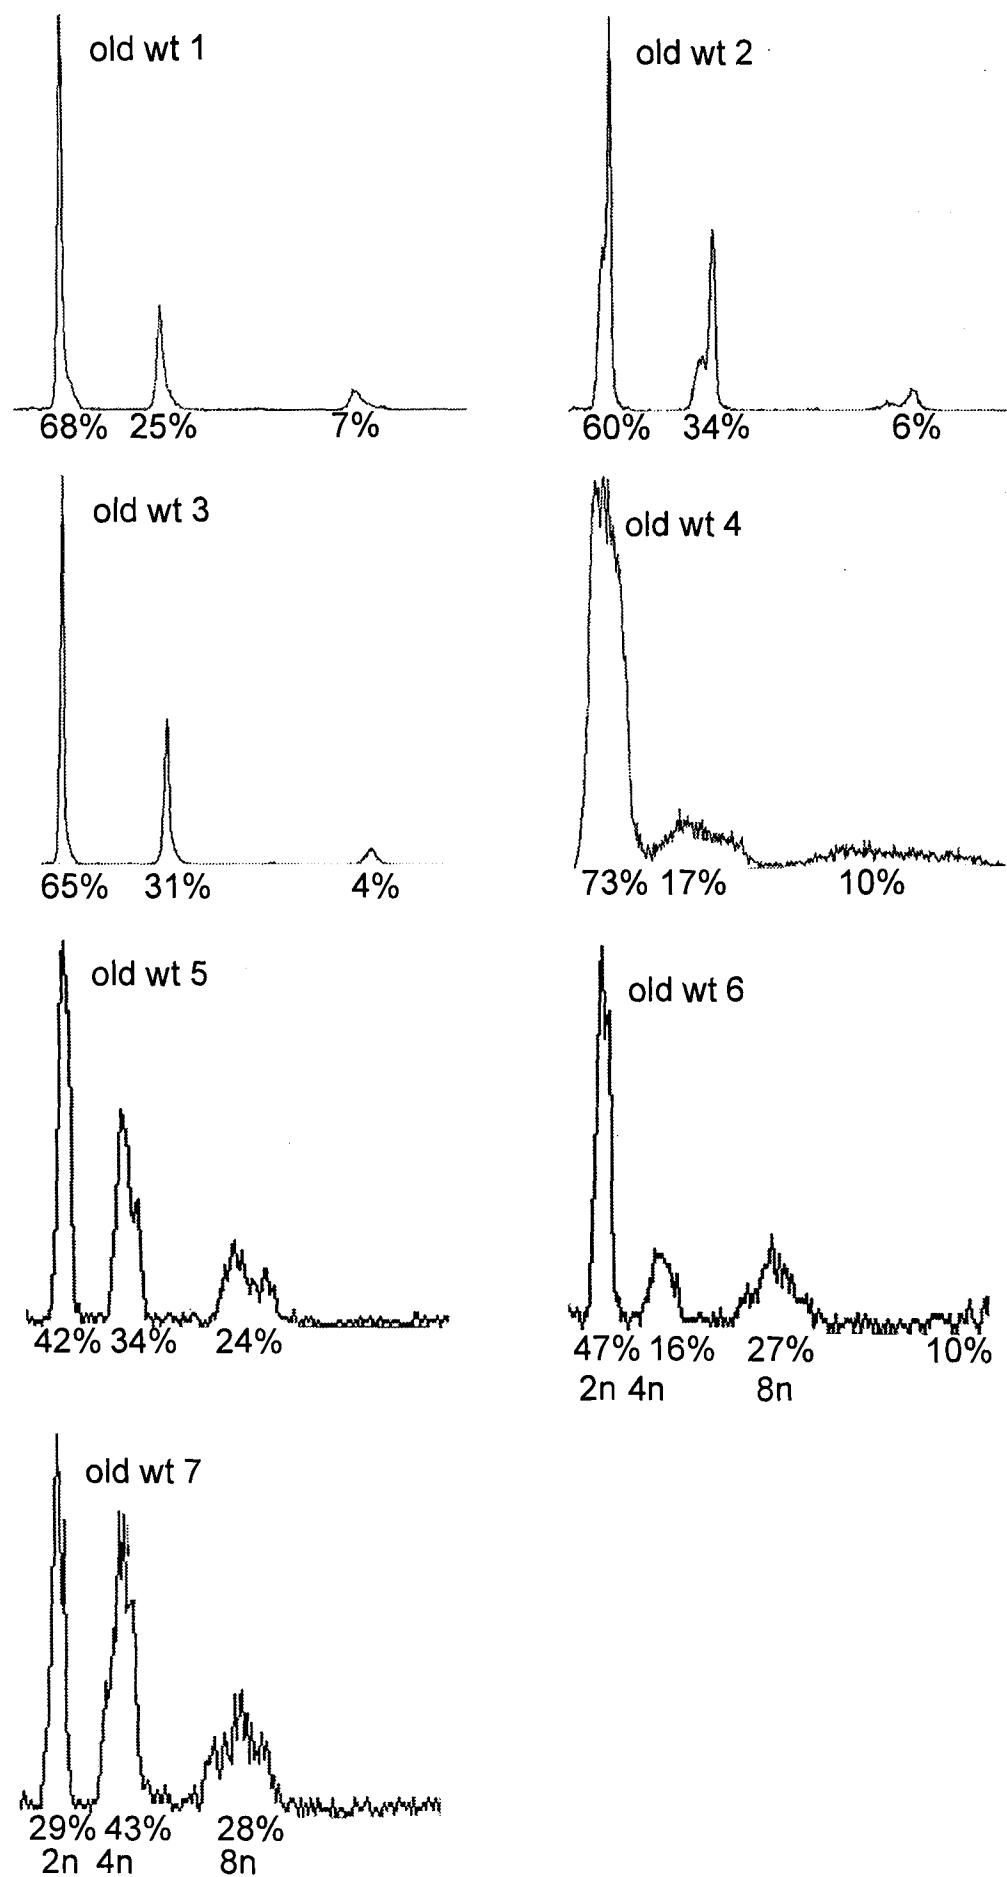 old wt 1
68% 25% 7%
old wt 2
60% 34% 6%
old wt 3
65% 31% 4%
old wt 4
73% 17% 10%
old wt 5
42% 34% 24%
old wt 6
47% 16% 27% 10%
2n 4n 8n
old wt 7
29% 43% 28%
2n 4n 8n